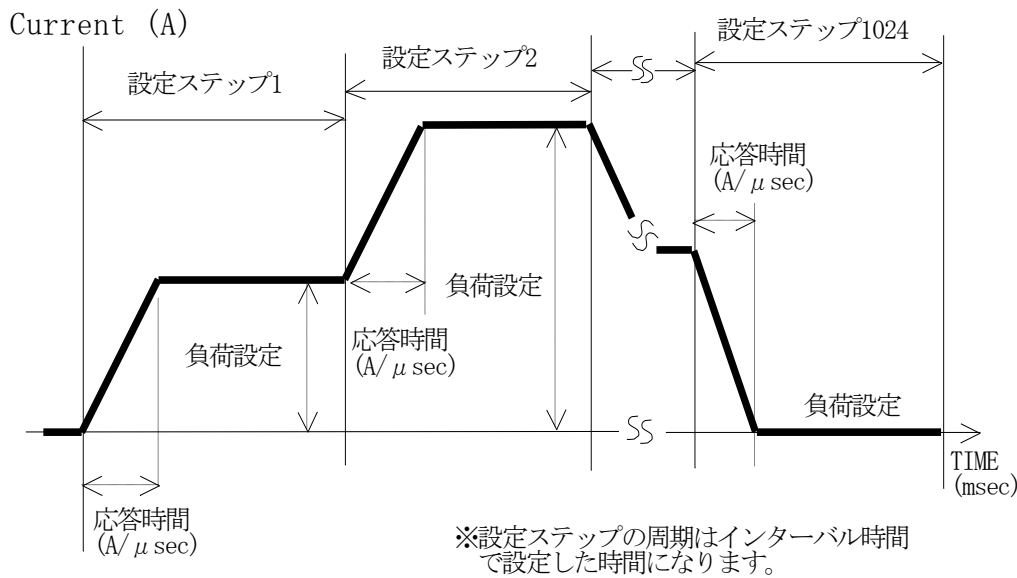 Current (A)
設定ステップ1
設定ステップ2
設定ステップ1024
応答時間
(A/μsec)
負荷設定
負荷設定
応答時間
(A/μsec)
負荷設定
応答時間
(A/μsec)
TIME
(msec)
※設定ステップの周期はインターバル時間
で設定した時間になります。